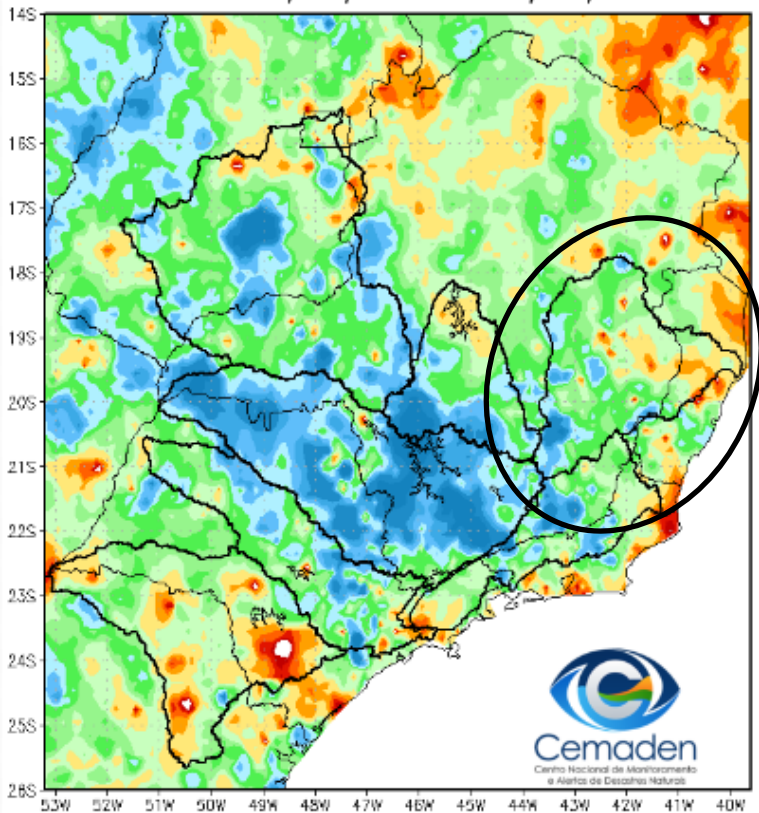 14S
15S
16S
17S
18S
19S
20S
21S
22S
23S
24S
25S
26S
53W 52W 51W 50W 49W 48W 47W 46W 45W 44W 43W 42W 41W 40W
Cemaden
Centro Nacional de Monitoramento
e Alertas de Desastres Naturais